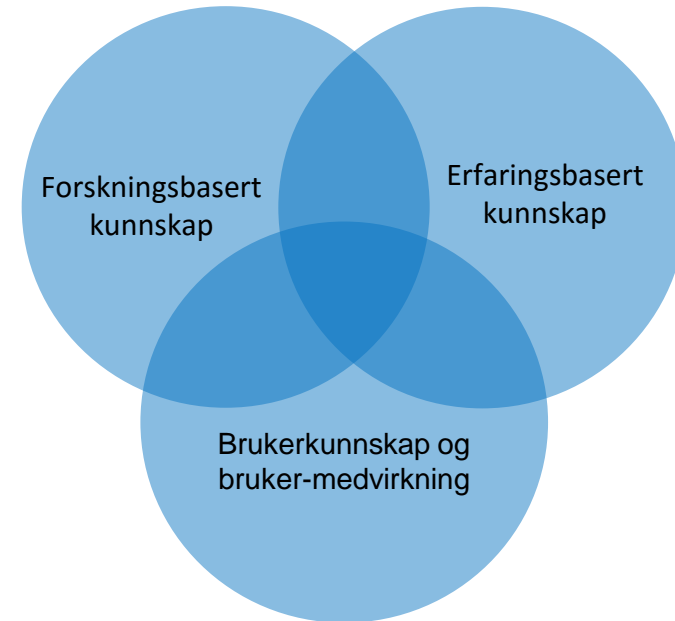 Forskningsbasert
kunnskap
Erfaringsbasert
kunnskap
Brukerkunnskap og
bruker-medvirkning